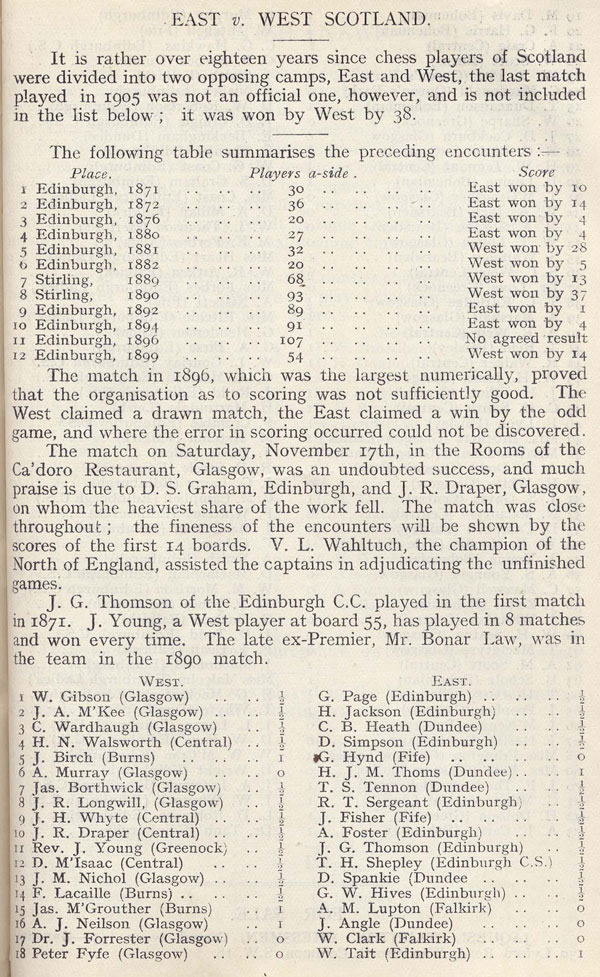 EAST v. WEST SCOTLAND.
It is rather over eighteen years since chess players of Scotland
were divided into two opposing camps, East and West, the last match
played in 1905 was not an official one, however, and is not included
in the list below; it was won by West by 38.
The following table summarises the preceding encounters :—
Place. Players a-side. Score
1 Edinburgh, 1871 .. .. .. 30 .. .. .. .. East won by 10
2 Edinburgh, 1872 .. .. .. 36 .. .. .. .. East won by 14
3 Edinburgh, 1876 .. .. .. 20 .. .. .. .. East won by 4
4 Edinburgh, 1880 .. .. .. 27 .. .. .. .. East won by 4
5 Edinburgh, 1881 .. .. .. 32 .. .. .. .. West won by 28
6 Edinburgh, 1882 .. .. .. 20 .. .. .. .. West won by 5
7 Stirling, 1889 .. .. .. 68 .. .. .. .. West won by 13
8 Stirling, 1890 .. .. .. 93 .. .. .. .. West won by 37
9 Edinburgh, 1892 .. .. .. 89 .. .. .. .. East won by 1
10 Edinburgh, 1894 .. .. .. 91 .. .. .. .. East won by 4
11 Edinburgh, 1896 .. .. .. 107 .. .. .. .. No agreed result
12 Edinburgh, 1899 .. .. .. 54 .. .. .. .. West won by 14
The match in 1896, which was the largest numerically, proved
that the organisation as to scoring was not sufficiently good. The
West claimed a drawn match, the East claimed a win by the odd
game, and where the error in scoring occurred could not be discovered.
The match on Saturday, November 17th, in the Rooms of the
Ca'doro Restaurant, Glasgow, was an undoubted success, and much
praise is due to D. S. Graham, Edinburgh, and J. R. Draper, Glasgow,
on whom the heaviest share of the work fell. The match was close
throughout; the fineness of the encounters will be shewn by the
scores of the first 14 boards. V. L. Wahltuch, the champion of the
North of England, assisted the captains in adjudicating the unfinished
games.
J. G. Thomson of the Edinburgh C.C. played in the first match
in 1871. J. Young, a West player at board 55, has played in 8 matches
and won every time. The late ex-Premier, Mr. Bonar Law, was in
the team in the 1890 match.
WEST. EAST.
1 W. Gibson (Glasgow) .. .. ½ G. Page (Edinburgh) .. .. .. ½
2 J. A. M'Kee (Glasgow) .. .. ½ H. Jackson (Edinburgh) .. .. ½
3 C. Wardhaugh (Glasgow) .. ½ C. B. Heath (Dundee) .. .. ½
4 H. N. Walsworth (Central) .. ½ D. Simpson (Edinburgh) .. .. ½
5 J. Birch (Burns) .. .. .. 1 G. Hynd (Fife) .. .. .. .. 0
6 A. Murray (Glasgow) .. .. 0 H. J. M. Thoms (Dundee).. .. 1
7 Jas. Borthwick (Glasgow) .. ½ T. S. Tennon (Dundee) .. .. ½
8 J. R. Longwill, (Glasgow) .. ½ R. T. Sergeant (Edinburgh) .. ½
9 J. H. Whyte (Central) .. .. ½ J. Fisher (Fife) .. .. .. .. ½
10 J. R. Draper (Central) .. .. ½ A. Foster (Edinburgh) .. .. ½
11 Rev. J. Young (Greenock) .. ½ J. G. Thomson (Edinburgh) .. ½
12 D. M'Isaac (Central) .. .. ½ T. H. Shepley (Edinburgh C.S.) ½
13 J. M. Nichol (Glasgow) .. .. ½ D. Spankie (Dundee .. .. .. ½
14 F. Lacaille (Burns) .. .. .. ½ G. W. Hives (Edinburgh) .. .. ½
15 Jas. M'Grouther (Burns) .. 1 A. M. Lupton (Falkirk) .. .. 0
16 A. J. Neilson (Glasgow) .. 1 J. Angle (Dundee) .. .. .. 0
17 Dr. J. Forrester (Glasgow) .. 0 W. Clark (Falkirk) .. .. .. 0
18 Peter Fyfe (Glasgow) .. .. 0 W. Tait (Edinburgh) .. .. .. 1